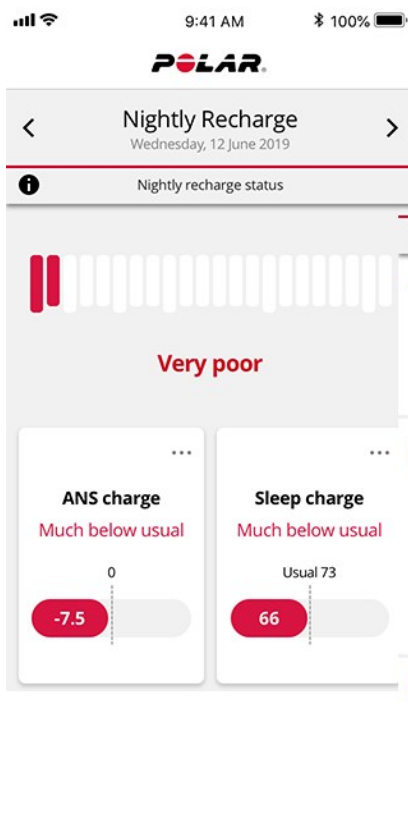 9:41 AM
100%
POLAR.
Nightly Recharge
Wednesday, 12 June 2019
Nightly recharge status
Very poor
ANS charge
Much below usual
0
-7.5
Sleep charge
Much below usual
Usual 73
66